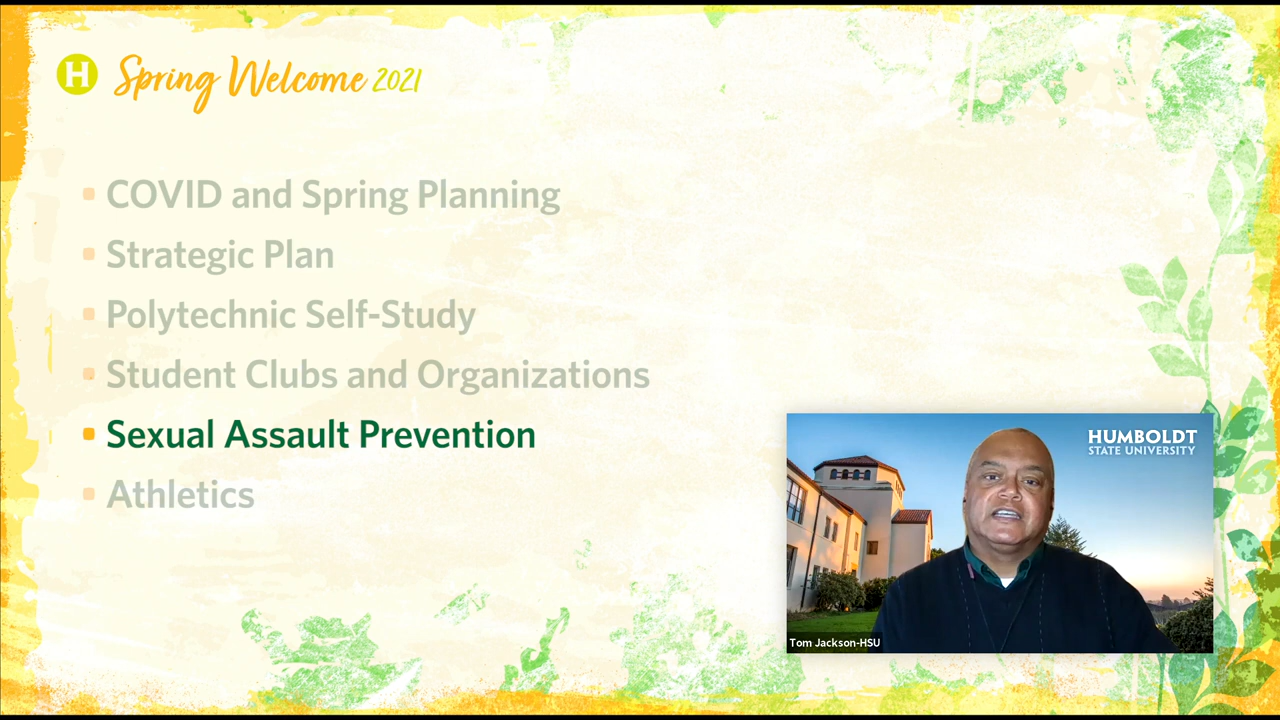 H Spring Welcome 2021
COVID and Spring Planning
Strategic Plan
Polytechnic Self-Study
Student Clubs and Organizations
Sexual Assault Prevention
Athletics
HUMBOLDT
STATE UNIVERSITY
Tom Jackson-HSU